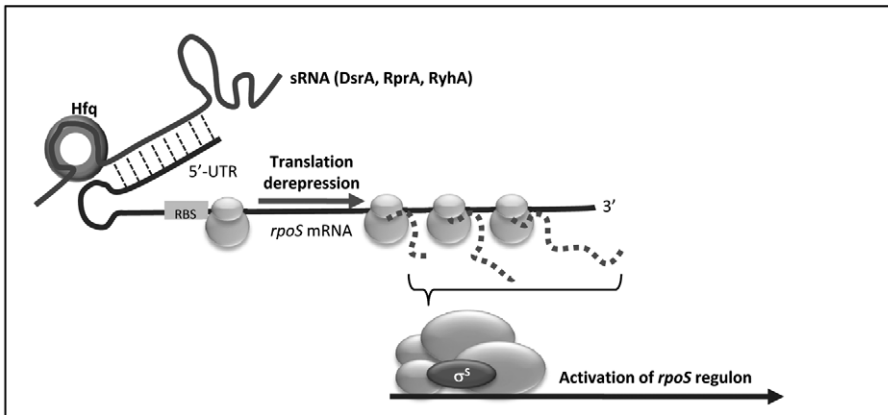 sRNA (DsrA, RprA, RyhA)
Hfq
5’-UTR
Translation
derepression
RBS
rpoS mRNA
3’
σS
Activation of rpoS regulon